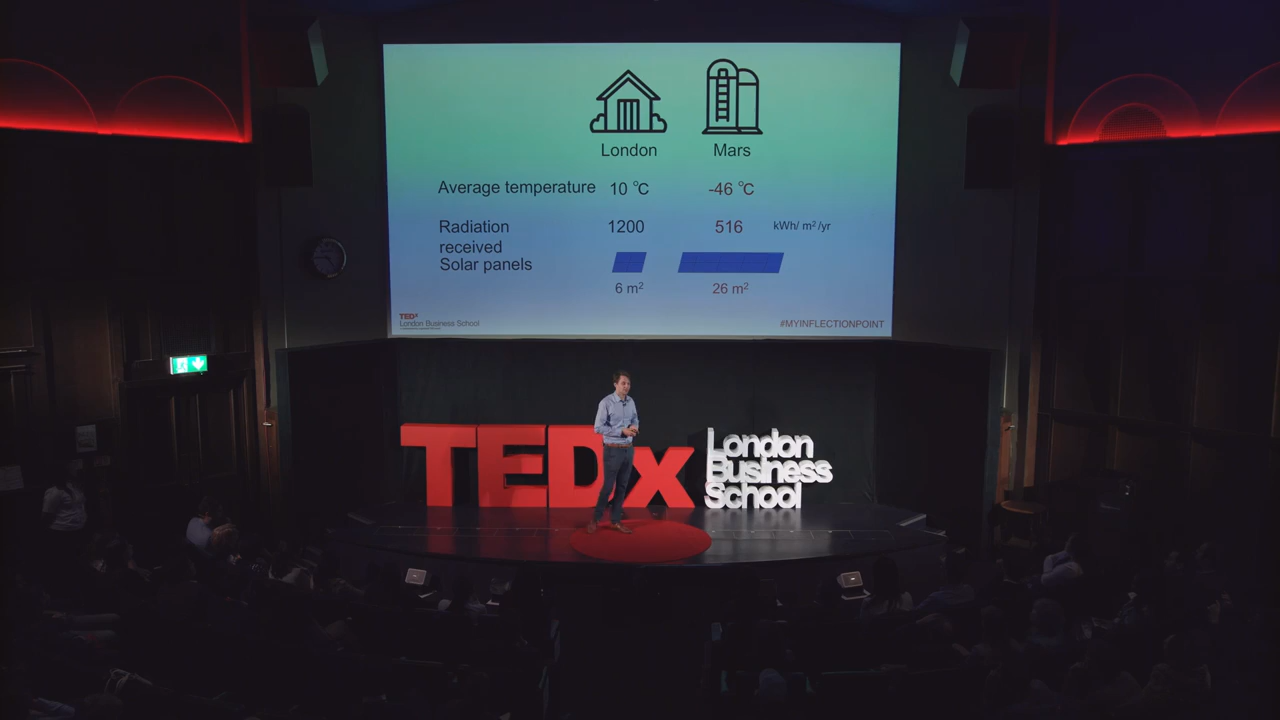 London Mars
Average temperature 10 °C -46 °C
Radiation received 1200 516 kWh/ m²/yr
Solar panels
6 m² 26 m²
TEDx
London Business School
#MYINFLECTIONPOINT
TEDx
London
Business
School